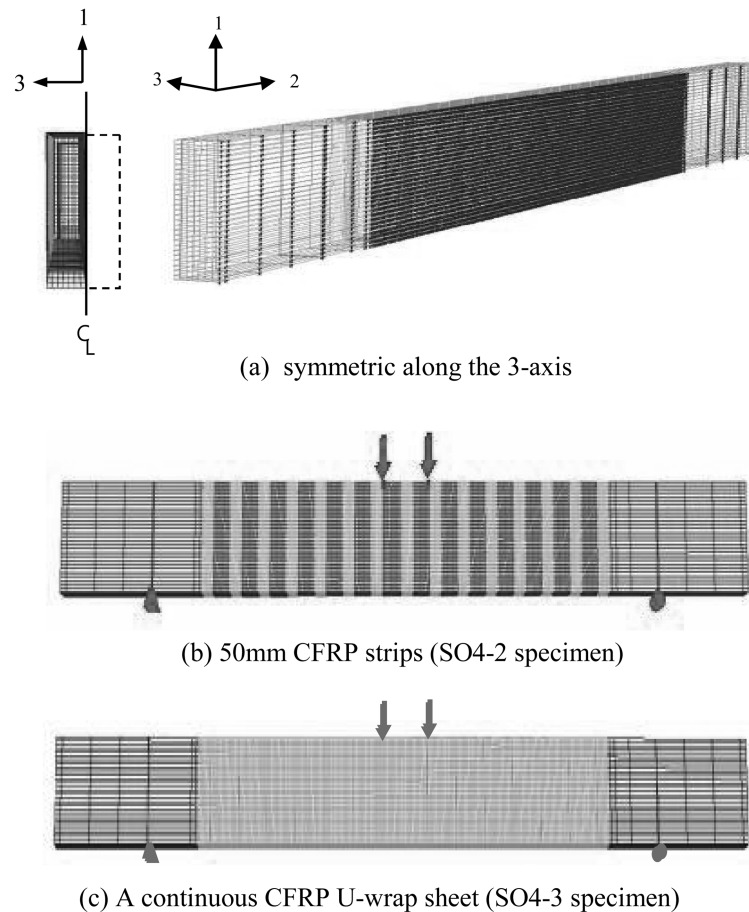 1
3
1
3
2
C
L
(a) symmetric along the 3-axis
(b) 50mm CFRP strips (SO4-2 specimen)
(c) A continuous CFRP U-wrap sheet (SO4-3 specimen)